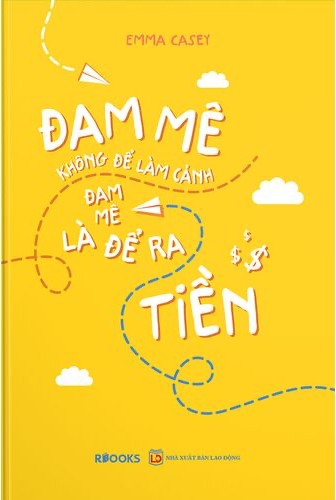 EMMA CASEY
ĐAM MÊ
KHÔNG ĐỂ LÀM CẢNH
ĐAM
MÊ
LÀ ĐỂ RA
TiỀN
$ $ $
RBOOKS LD NHÀ XUẤT BẢN LAO ĐỘNG